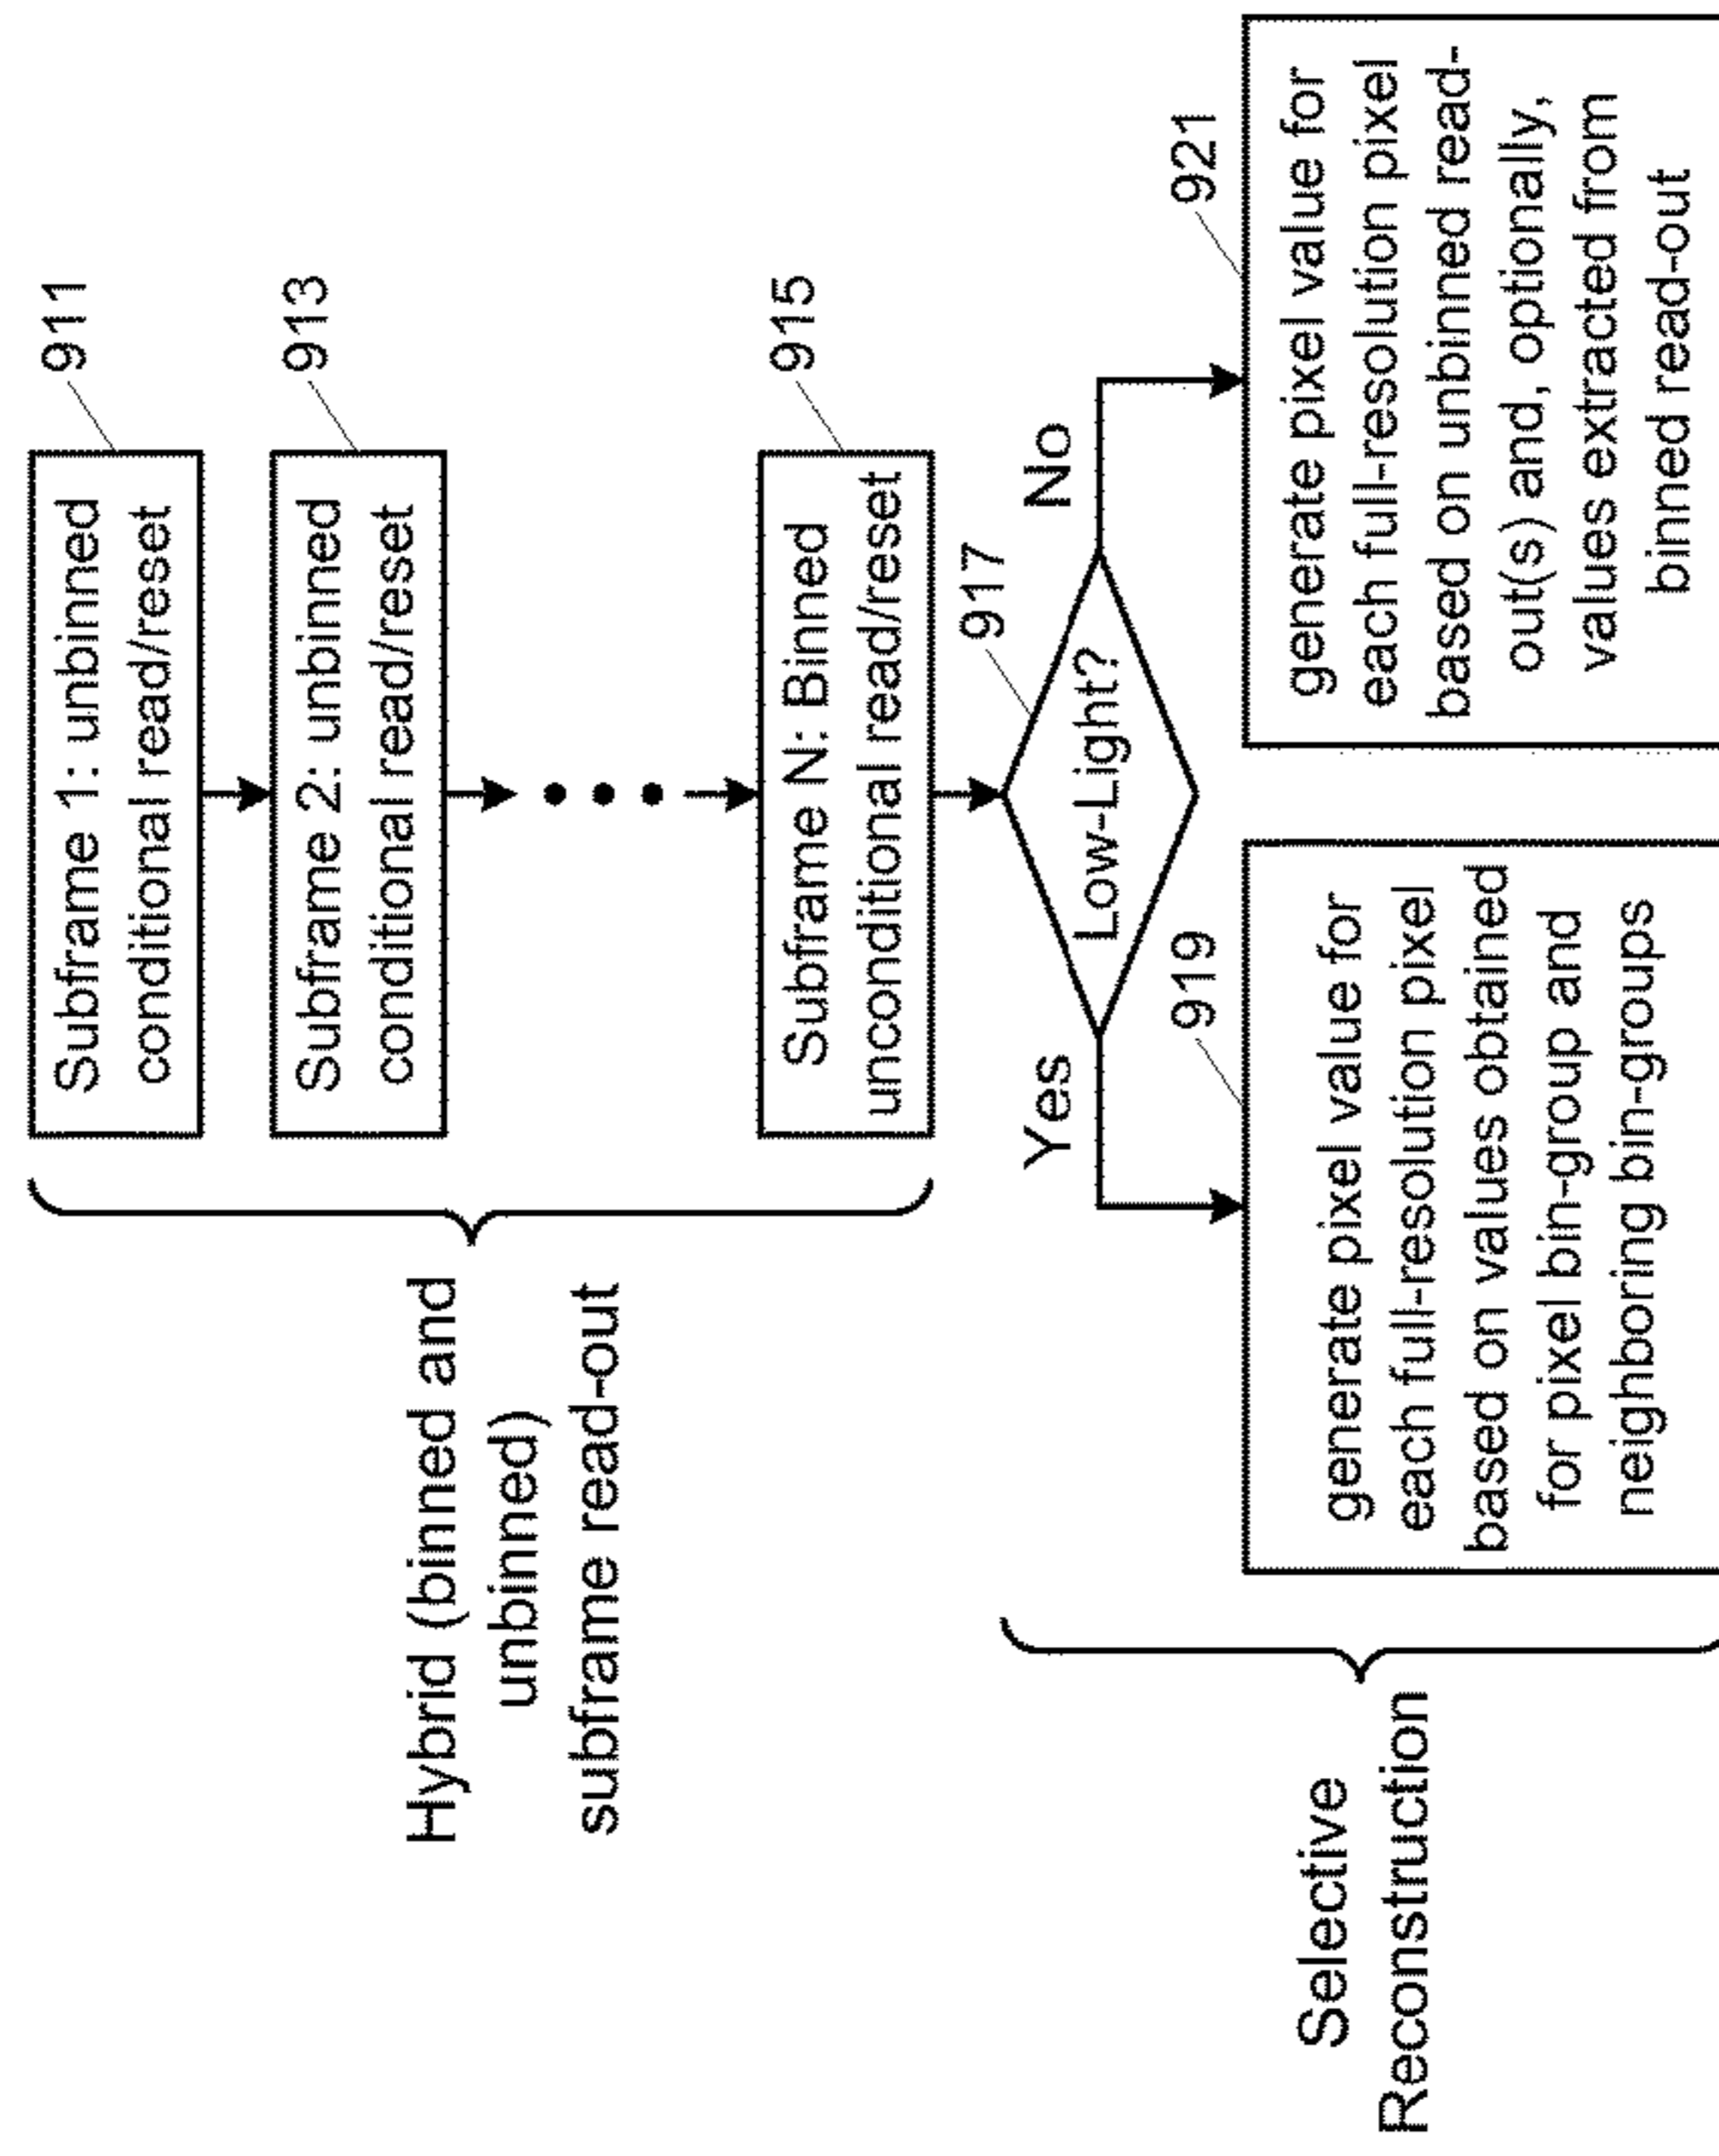 Subframe 1: unbinned
conditional read/reset
911
Subframe 2: unbinned
conditional read/reset
913
Subframe N: Binned
unconditional read/reset
915
Hybrid (binned and
unbinned)
subframe read-out
Low-Light?
917
Yes
No
generate pixel value for
each full-resolution pixel
based on values obtained
for pixel bin-group and
neighboring bin-groups
919
generate pixel value for
each full-resolution pixel
based on unbinned read-
out(s) and, optionally,
values extracted from
binned read-out
921
Selective
Reconstruction